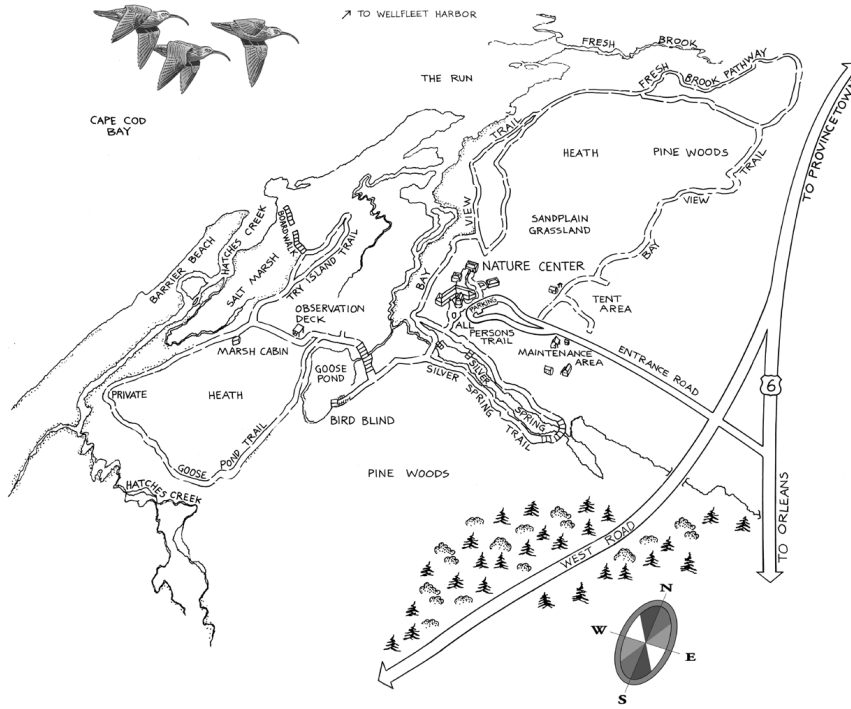 ↗ TO WELLFLEET HARBOR
FRESH BROOK
THE RUN
FRESH BROOK PATHWAY
TO PROVINCETOWN
CAPE COD
BAY
TRAIL
HEATH
PINE WOODS
TRAIL
VIEW
VIEW
BAY
BAY
SANDPLAIN
GRASSLAND
BARRIER BEACH
HATCHES CREEK
BOARDWALK
SALT MARSH
TRY ISLAND TRAIL
NATURE CENTER
PARKING
TENT
AREA
OBSERVATION
DECK
ALL
PERSONS
TRAIL
MARSH CABIN
MAINTENANCE
AREA
ENTRANCE ROAD
GOOSE
POND
SILVER
SPRING
SILVER SPRING TRAIL
6
PRIVATE
HEATH
BIRD BLIND
GOOSE POND TRAIL
PINE WOODS
HATCHES CREEK
TO ORLEANS
WEST ROAD
N
W
E
S